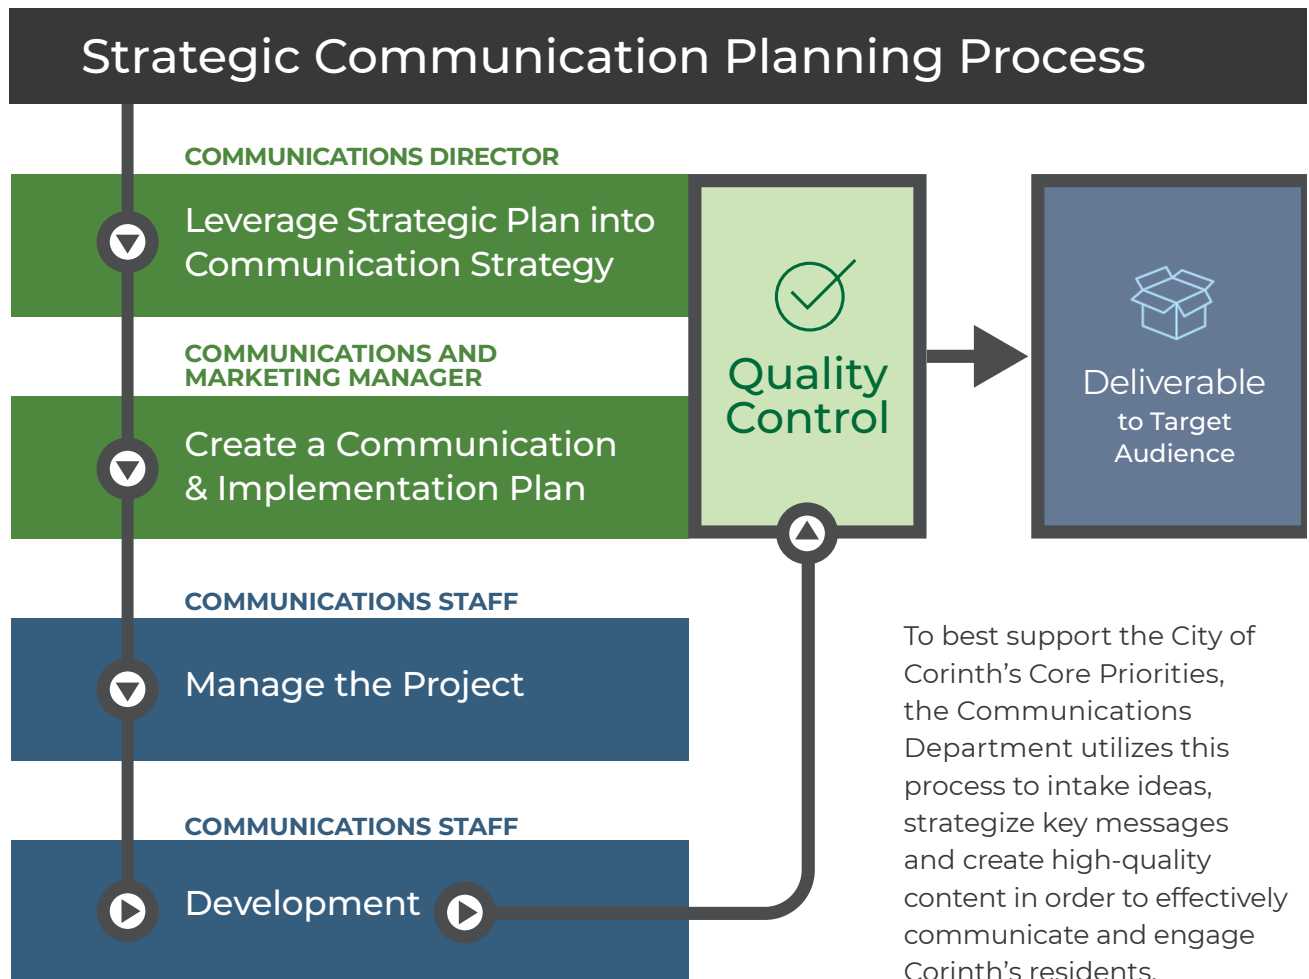 Strategic Communication Planning Process
COMMUNICATIONS DIRECTOR
Leverage Strategic Plan into
Communication Strategy
COMMUNICATIONS AND
MARKETING MANAGER
Create a Communication
& Implementation Plan
COMMUNICATIONS STAFF
Manage the Project
COMMUNICATIONS STAFF
Development
Quality
Control
Deliverable
to Target
Audience
To best support the City of
Corinth’s Core Priorities,
the Communications
Department utilizes this
process to intake ideas,
strategize key messages
and create high-quality
content in order to effectively
communicate and engage
Corinth’s residents.